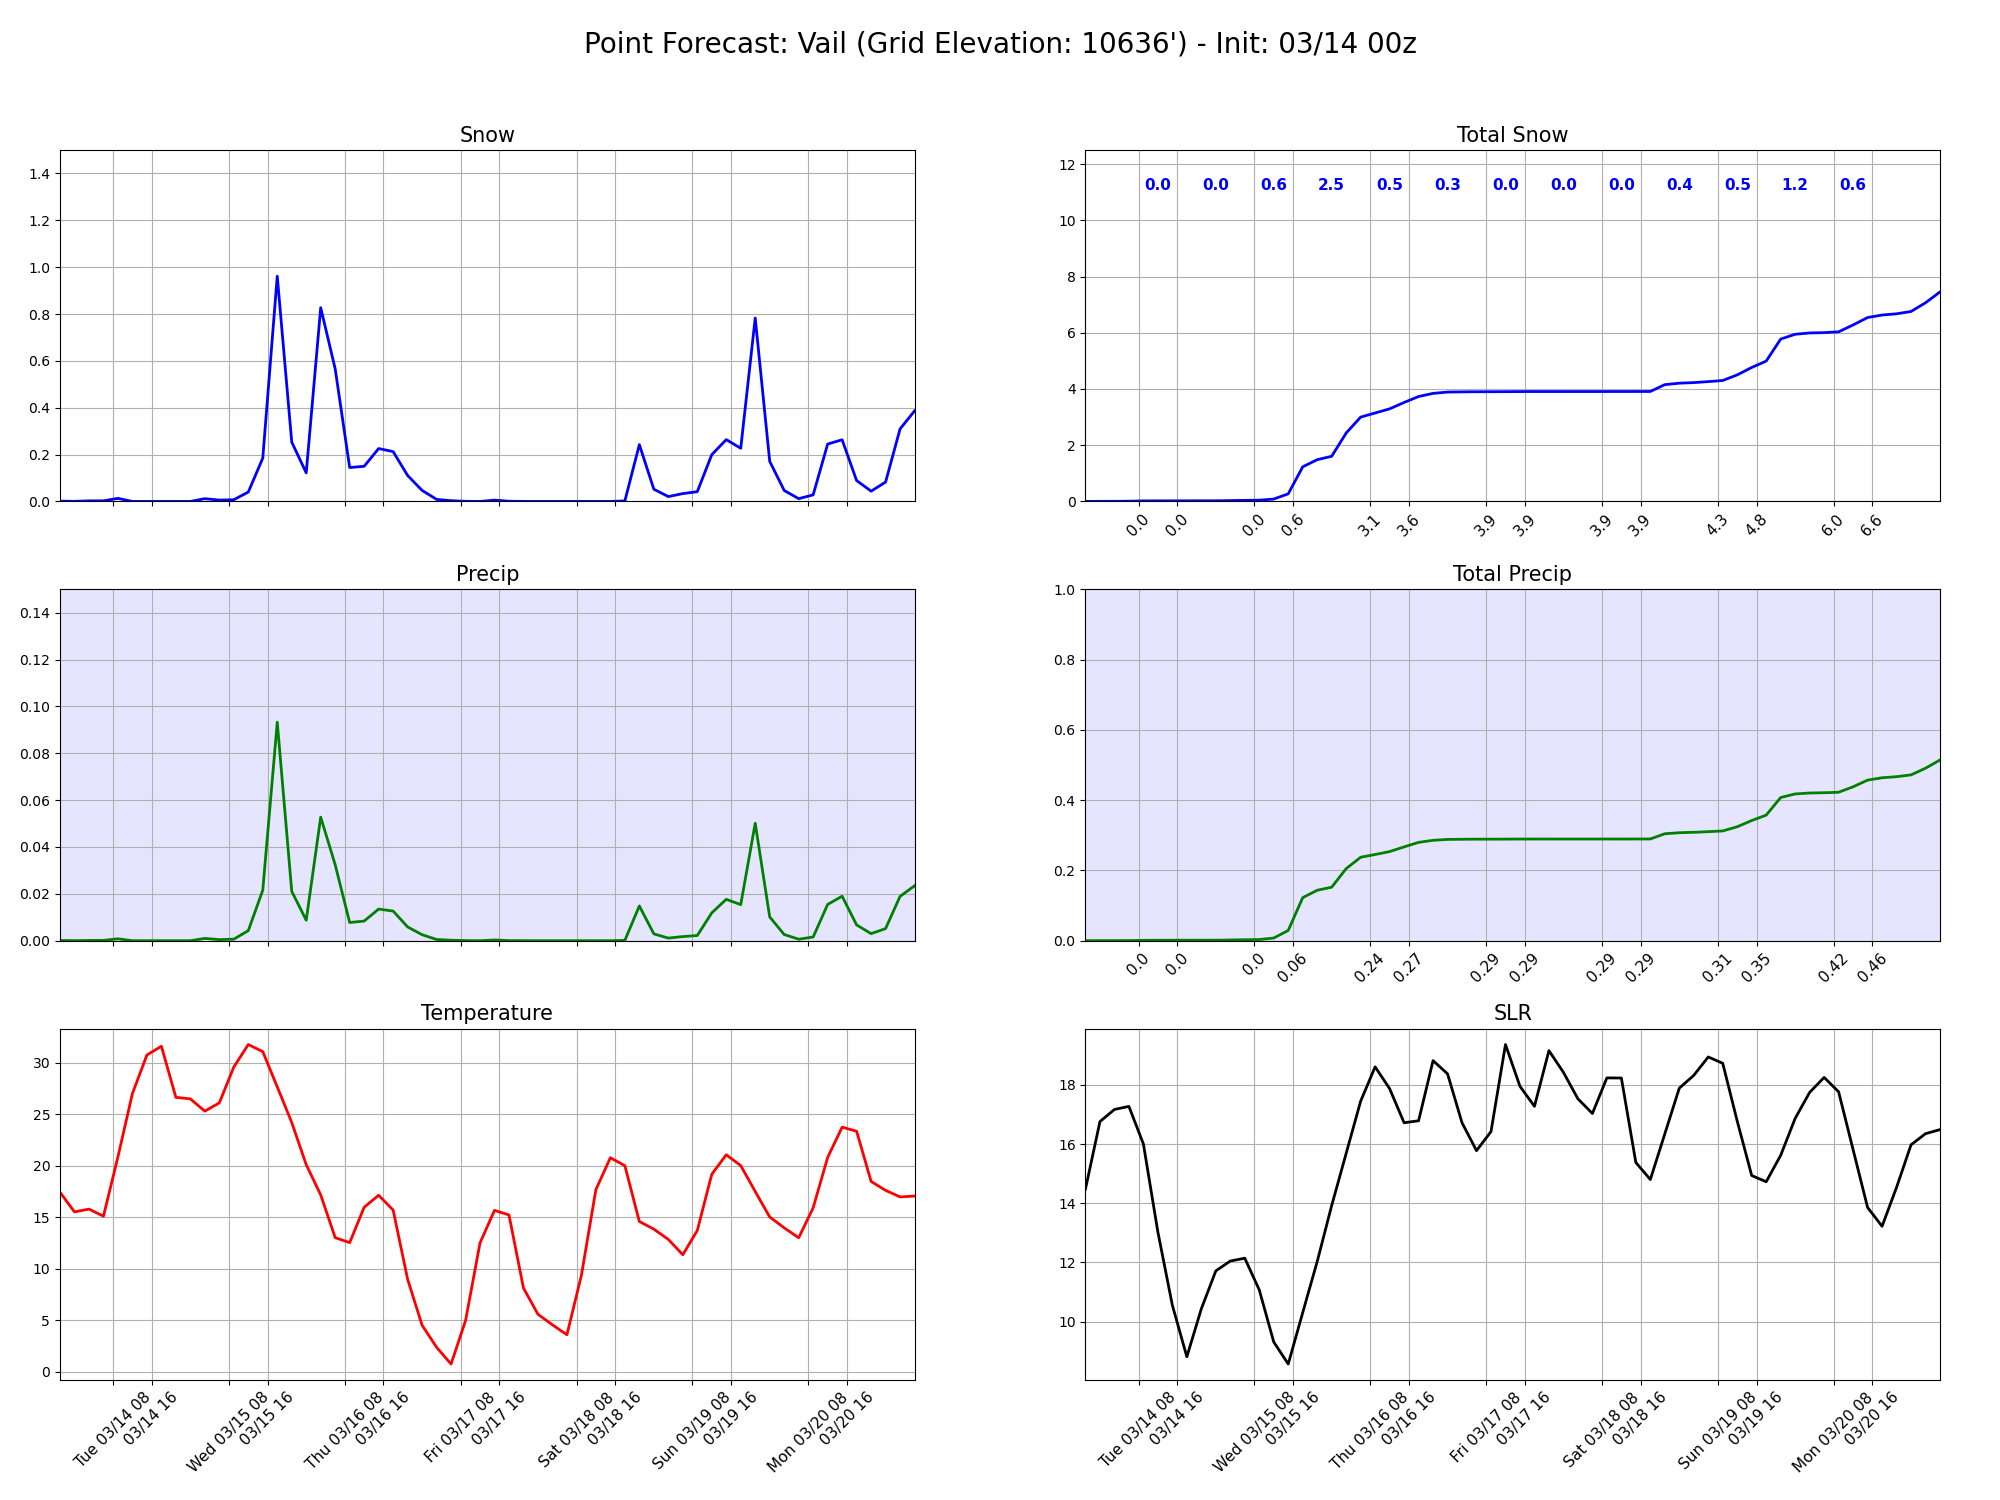 Point Forecast: Vail (Grid Elevation: 10636') - Init: 03/14 00z
Snow
1.4
1.2
1.0
0.8
0.6
0.4
0.2
0.0
Total Snow
12
10
8
6
4
2
0
0.0 0.0 0.6 2.5 0.5 0.3 0.0 0.0 0.0 0.4 0.5 1.2 0.6
0.0 0.0 0.0 0.6 3.1 3.6 3.9 3.9 3.9 3.9 4.3 4.8 6.0 6.6
Precip
0.14
0.12
0.10
0.08
0.06
0.04
0.02
0.00
Total Precip
1.0
0.8
0.6
0.4
0.2
0.0
0.0 0.0 0.0 0.06 0.24 0.27 0.29 0.29 0.29 0.29 0.31 0.35 0.42 0.46
Temperature
30
25
20
15
10
5
0
Tue 03/14 08
03/14 16
Wed 03/15 08
03/15 16
Thu 03/16 08
03/16 16
Fri 03/17 08
03/17 16
Sat 03/18 08
03/18 16
Sun 03/19 08
03/19 16
Mon 03/20 08
03/20 16
SLR
18
16
14
12
10
Tue 03/14 08
03/14 16
Wed 03/15 08
03/15 16
Thu 03/16 08
03/16 16
Fri 03/17 08
03/17 16
Sat 03/18 08
03/18 16
Sun 03/19 08
03/19 16
Mon 03/20 08
03/20 16